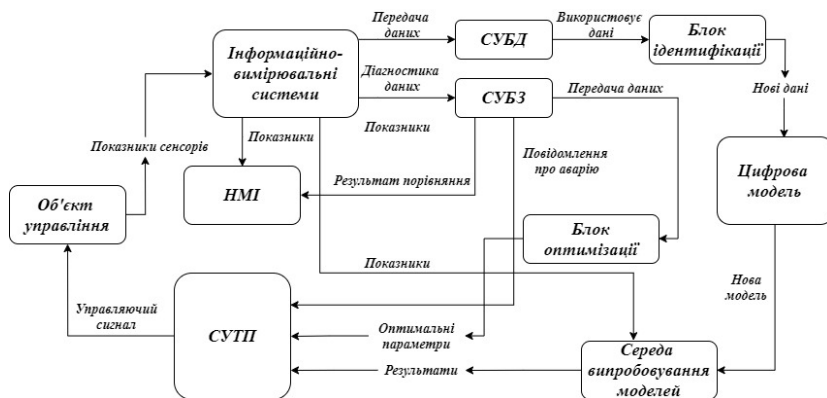 Передача
даних
Використовує
дані
Інформаційно-
вимірювальні
системи
СУБД
Блок
ідентифікації
Діагностика
даних
СУБЗ
Передача даних
Нові дані
Показники
Показники
Показники сенсорів
Повідомлення
про аварію
Цифрова
модель
Результат порівняння
НМІ
Об'єкт
управління
Блок
оптимізації
Показники
Нова
модель
Управляючий
сигнал
СУТП
Оптимальні
параметри
Середа
випробовування
моделей
Результати